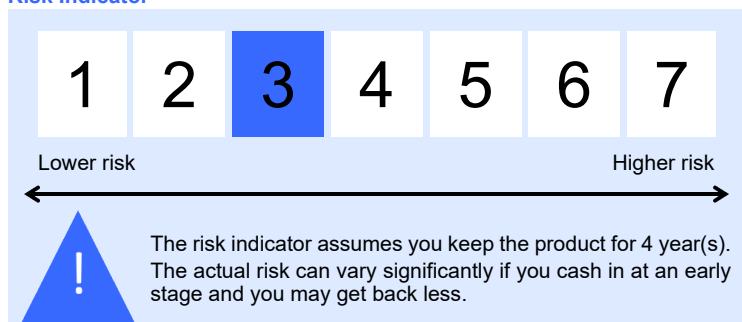 Risk Indicator
1 2 3 4 5 6 7
Lower risk Higher risk
!
The risk indicator assumes you keep the product for 4 year(s).
The actual risk can vary significantly if you cash in at an early
stage and you may get back less.